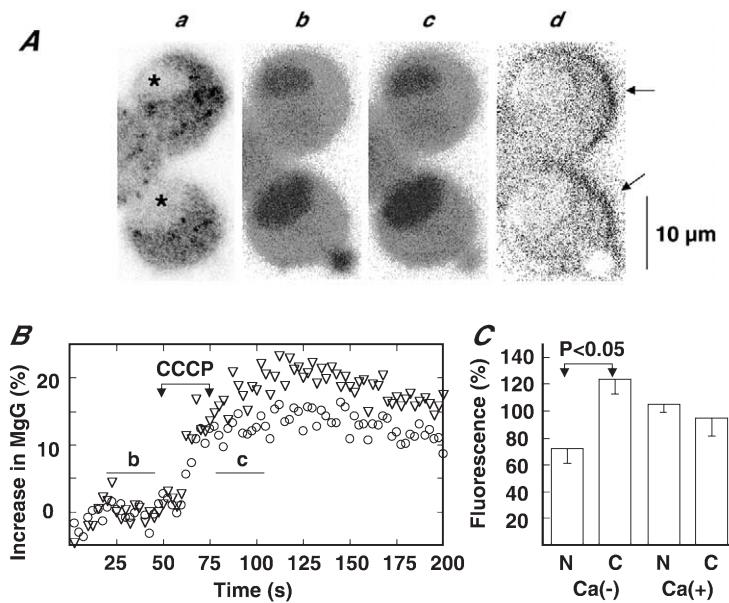 a b c d
A
*
*
10 µm
B
Increase in MgG (%)
20
10
0
CCCP
b
c
25 50 75 100 125 150 175 200
Time (s)
C
Fluorescence (%)
140
120
100
80
60
40
20
P<0.05
N C N C
Ca(-) Ca(+)